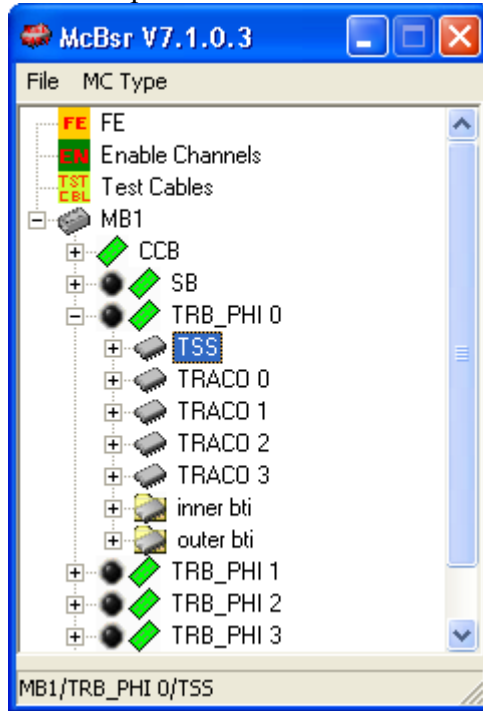 McBsr V7.1.0.3
File MC Type
FE FE
EN Enable Channels
TST CBL Test Cables
MB1
CCB
SB
TRB_PHI 0
TSS
TRACO 0
TRACO 1
TRACO 2
TRACO 3
inner bti
outer bti
TRB_PHI 1
TRB_PHI 2
TRB_PHI 3
MB1/TRB_PHI 0/TSS